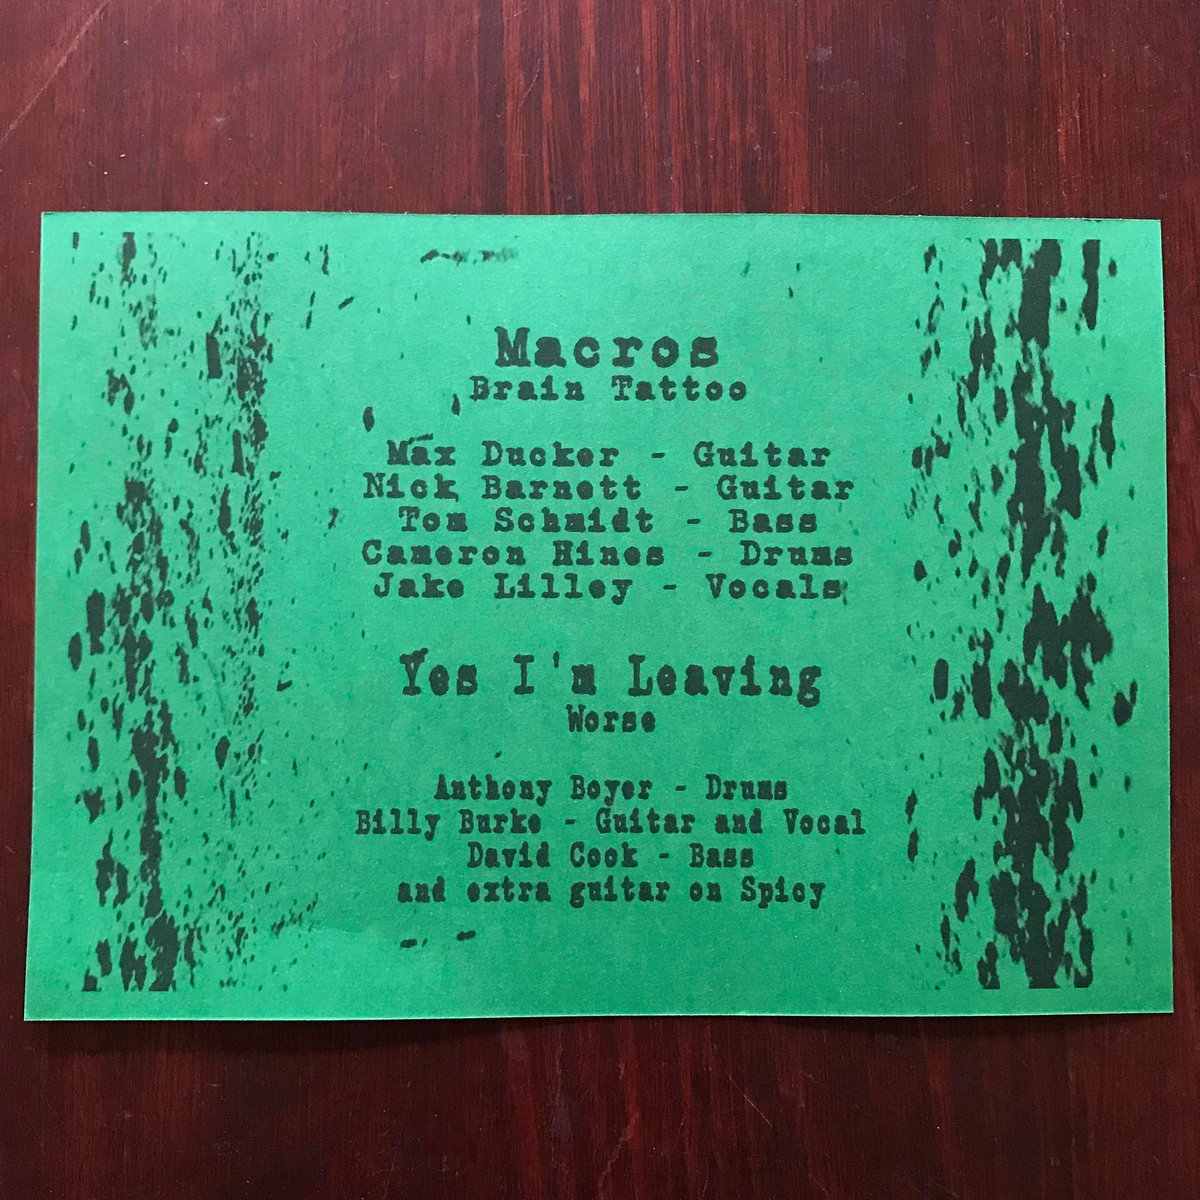 Macros
Brain Tattoo
Max Ducker - Guitar
Nick Barnett - Guitar
Tom Schmidt - Bass
Cameron Hines - Drums
Jake Lilley - Vocals
Yes I'm Leaving
Worse
Anthony Boyer - Drums
Billy Burke - Guitar and Vocal
David Cook - Bass
and extra guitar on Spicy